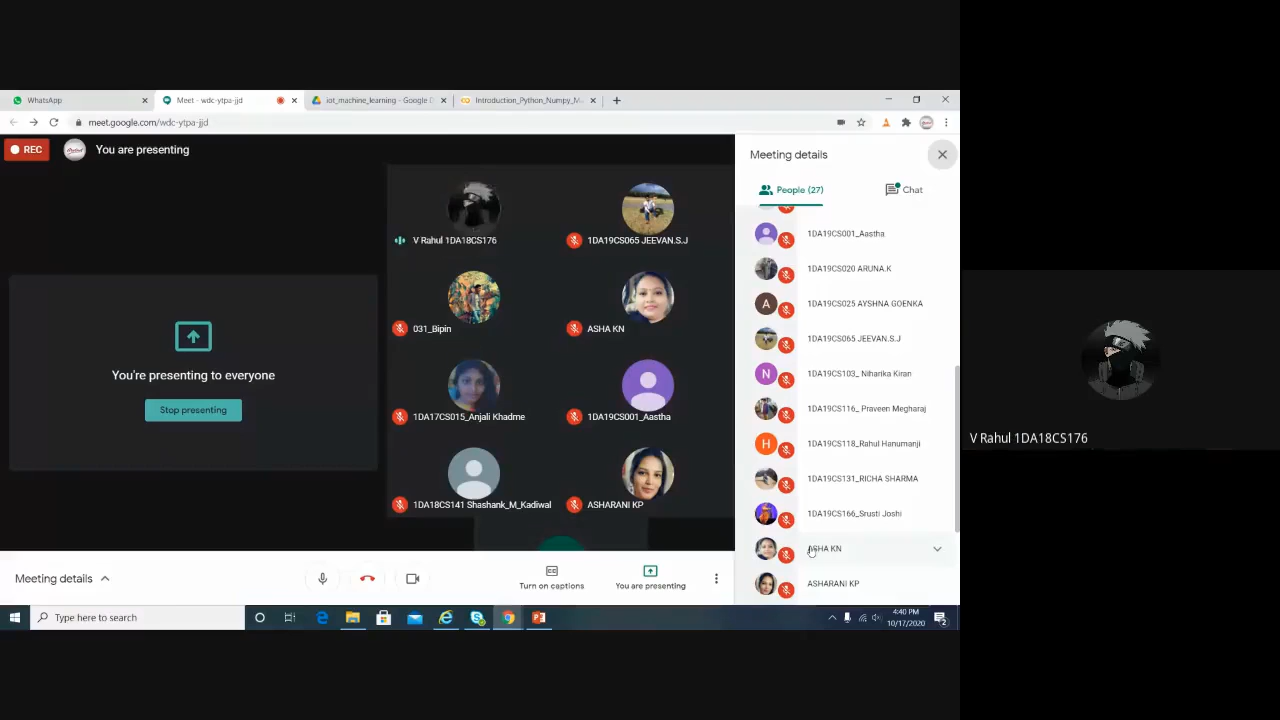 WhatsApp
Meet - wdc-ytpa-jjd
iot_machine_learning - Google D
Introduction_Python_Numpy_M
meet.google.com/wdc-ytpa-jjd
REC
You are presenting
You're presenting to everyone
Stop presenting
V Rahul 1DA18CS176
1DA19CS065 JEEVAN.S.J
031_Bipin
ASHA KN
1DA17CS015_Anjali Khadme
1DA19CS001_Aastha
1DA18CS141 Shashank_M_Kadiwal
ASHARANI KP
Meeting details
People (27)
Chat
1DA19CS001_Aastha
1DA19CS020 ARUNA.K
A
1DA19CS025 AYSHNA GOENKA
1DA19CS065 JEEVAN.S.J
N
1DA19CS103_ Niharika Kiran
1DA19CS116_ Praveen Megharaj
H
1DA19CS118_Rahul Hanumanji
1DA19CS131_RICHA SHARMA
1DA19CS166_Srusti Joshi
ASHA KN
ASHARANI KP
Meeting details
Turn on captions
You are presenting
Type here to search
4:40 PM
10/17/2020
V Rahul 1DA18CS176